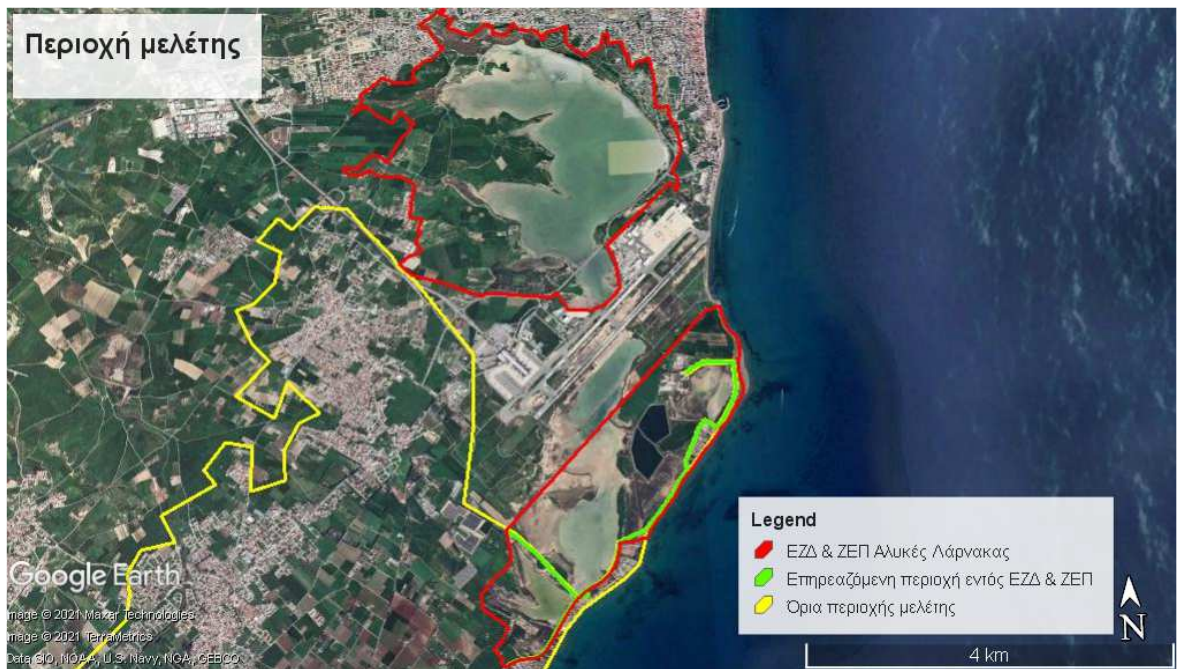 Περιοχή μελέτης
Legend
ΕΖΔ & ΖΕΠ Αλυκές Λάρνακας
Επηρεαζόμενη περιοχή εντός ΕΖΔ & ΖΕΠ
Όρια περιοχής μελέτης
Google Earth
Image © 2021 Maxar Technologies
Image © 2021 TerraMetrics
Data SIO, NOAA, U.S. Navy, NGA, GEBCO
N
4 km